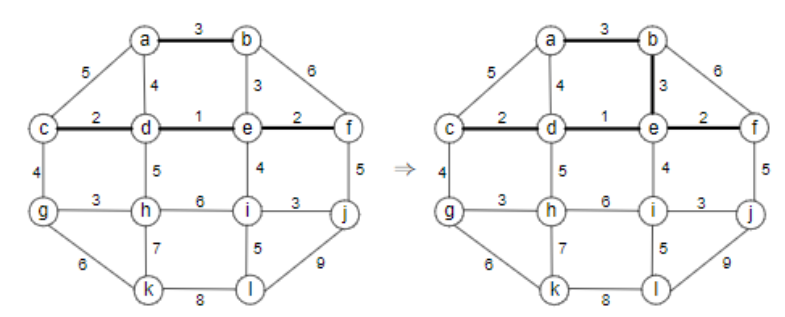 3 3
a b a b
5 4 3 6 5 4 3 6
2 1 2 2 1 2
c d e f c d e f
4 5 4 5 ⇒ 4 5 4 5
3 6 3 3 6 3
g h i j g h i j
6 7 5 9 6 7 5 9
k l k l
8 8